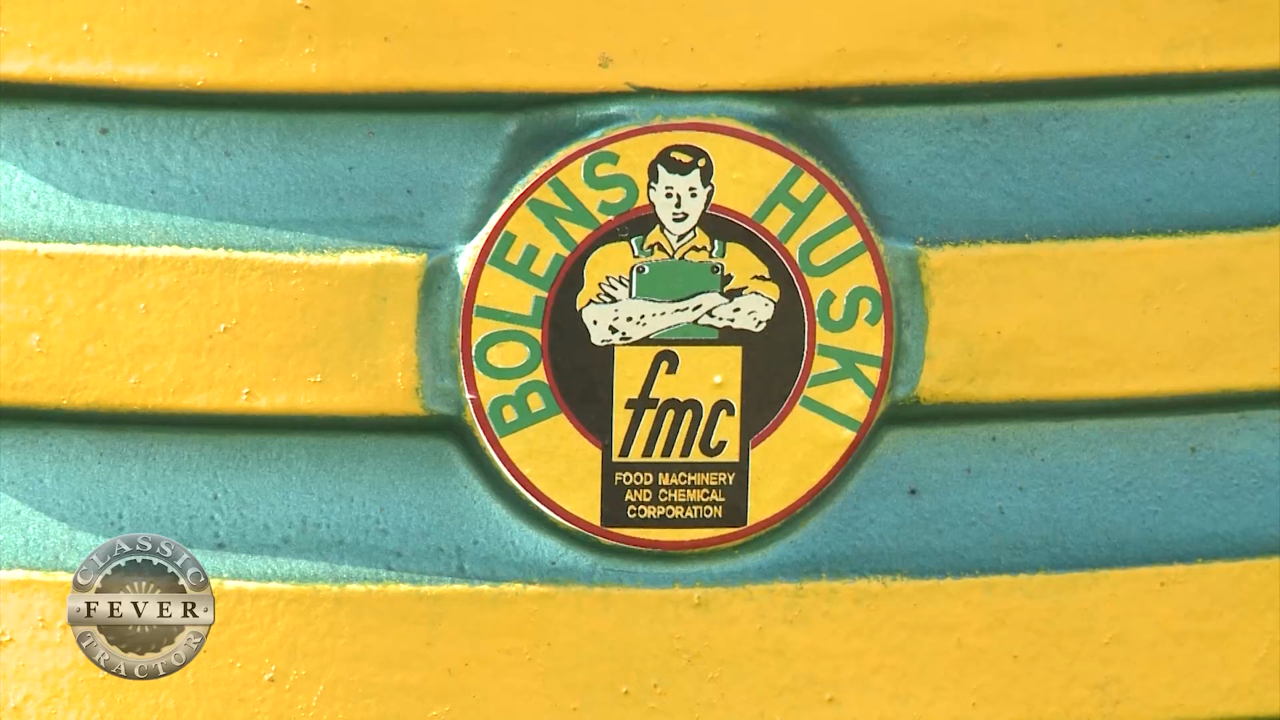 BOLENS HUSKI
fmc
FOOD MACHINERY
AND CHEMICAL
CORPORATION
CLASSIC
FEVER
TRACTOR